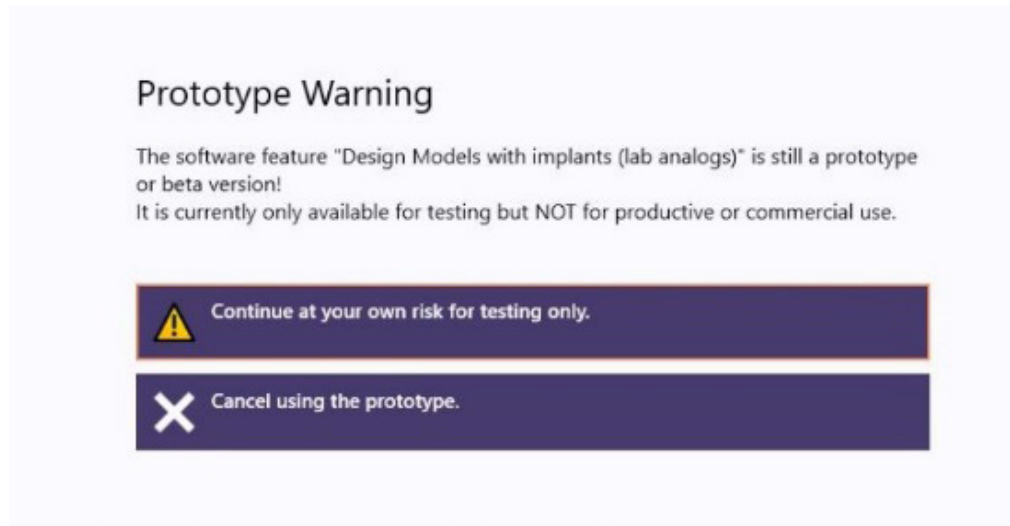 Prototype Warning
The software feature "Design Models with implants (lab analogs)" is still a prototype
or beta version!
It is currently only available for testing but NOT for productive or commercial use.
Continue at your own risk for testing only.
Cancel using the prototype.